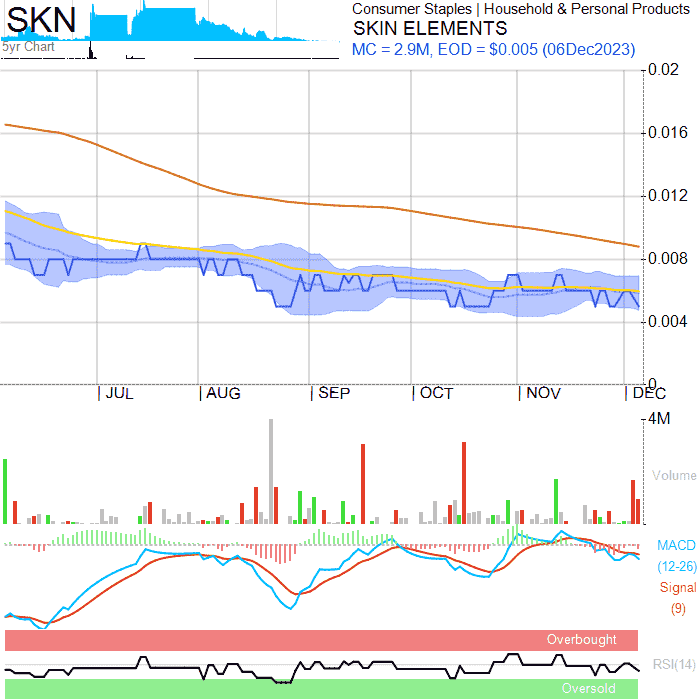 SKN
Consumer Staples | Household & Personal Products
SKIN ELEMENTS
MC = 2.9M, EOD = $0.005 (06Dec2023)
5yr Chart
0.02
0.016
0.012
0.008
0.004
0
JUL AUG SEP OCT NOV DEC
4M
Volume
MACD
(12-26)
Signal
(9)
Overbought
RSI(14)
Oversold